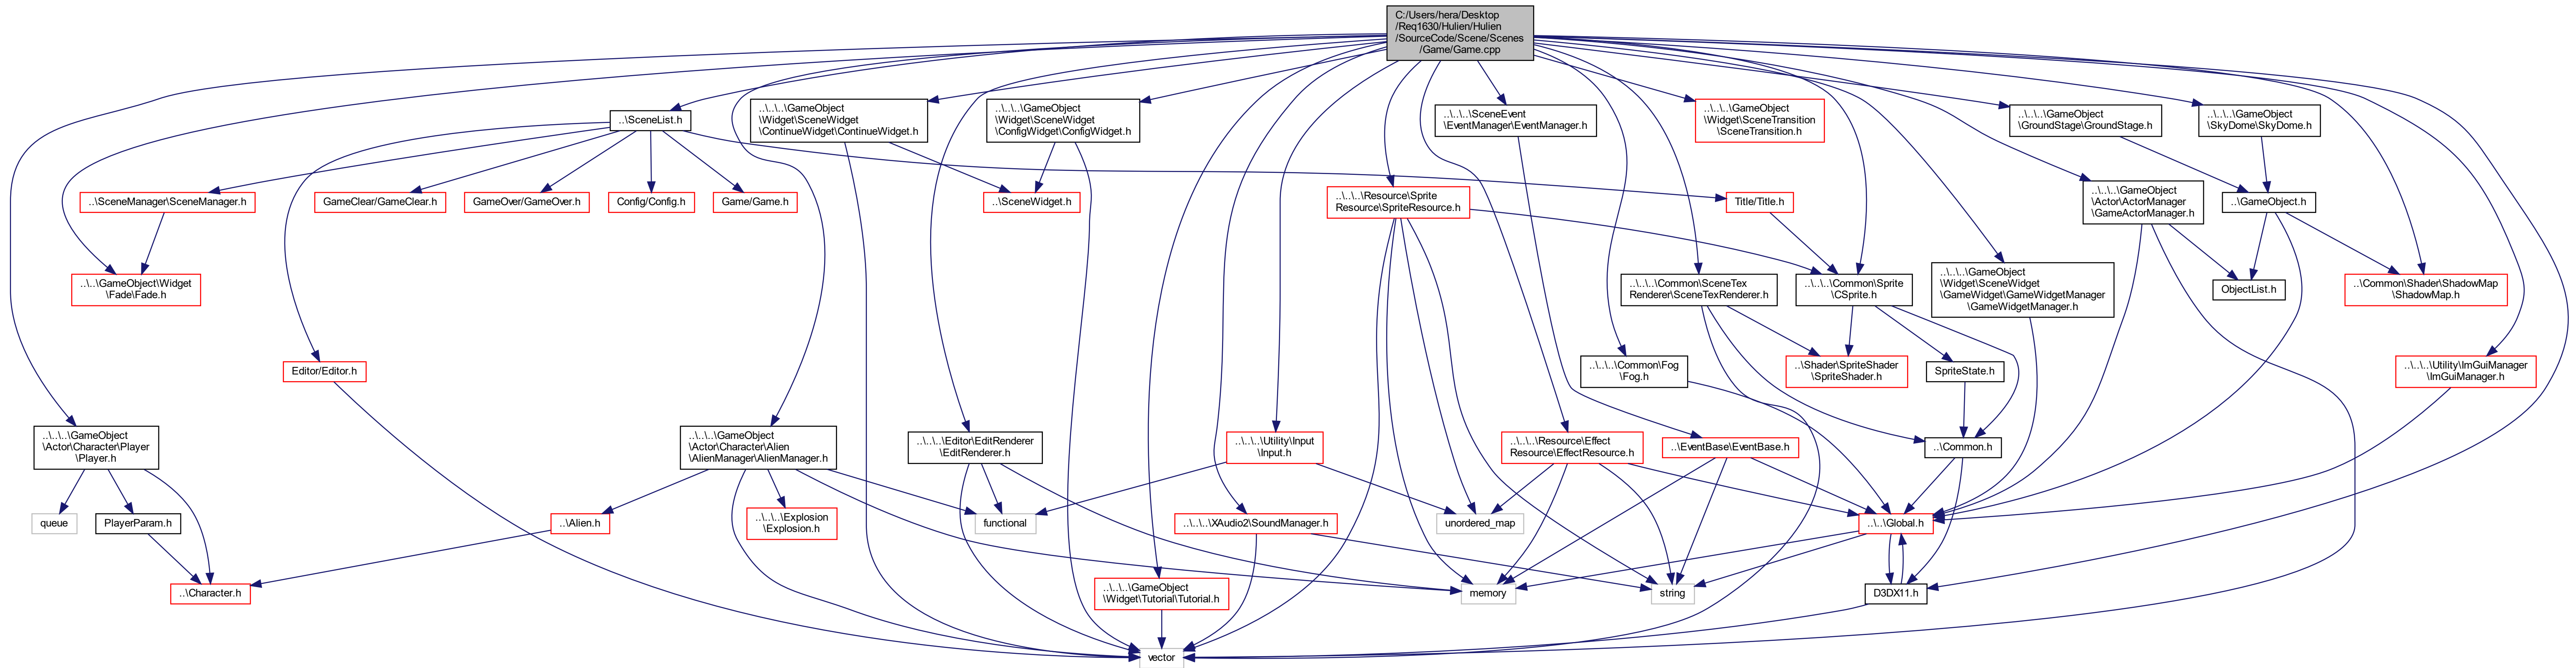 C:/Users/hera/Desktop
/Req1630/Hulien/Hulien
/SourceCode/Scene/Scenes
/Game/Game.cpp
..\SceneList.h
..\..\..\GameObject
\Widget\SceneWidget
\ContinueWidget\ContinueWidget.h
..\..\..\GameObject
\Widget\SceneWidget
\ConfigWidget\ConfigWidget.h
..\..\..\SceneEvent
\EventManager\EventManager.h
..\..\..\GameObject
\Widget\SceneTransition
\SceneTransition.h
..\..\..\GameObject
\GroundStage\GroundStage.h
..\..\..\GameObject
\SkyDome\SkyDome.h
..\SceneManager\SceneManager.h
GameClear/GameClear.h
GameOver/GameOver.h
Config/Config.h
Game/Game.h
..\SceneWidget.h
..\..\..\Resource\Sprite
Resource\SpriteResource.h
Title/Title.h
..\..\..\GameObject
\Actor\ActorManager
\GameActorManager.h
..\GameObject.h
..\..\GameObject\Widget
\Fade\Fade.h
..\..\..\Common\SceneTex
Renderer\SceneTexRenderer.h
..\..\..\Common\Sprite
\CSprite.h
..\..\..\GameObject
\Widget\SceneWidget
\GameWidget\GameWidgetManager
\GameWidgetManager.h
ObjectList.h
..\Common\Shader\ShadowMap
\ShadowMap.h
Editor/Editor.h
..\..\..\Common\Fog
\Fog.h
..\Shader\SpriteShader
\SpriteShader.h
SpriteState.h
..\..\..\Utility\ImGuiManager
\ImGuiManager.h
..\..\..\GameObject
\Actor\Character\Player
\Player.h
..\..\..\GameObject
\Actor\Character\Alien
\AlienManager\AlienManager.h
..\..\..\Editor\EditRenderer
\EditRenderer.h
..\..\..\Utility\Input
\Input.h
..\..\..\Resource\Effect
Resource\EffectResource.h
..\EventBase\EventBase.h
..\Common.h
queue
PlayerParam.h
..\Alien.h
..\..\..\Explosion
\Explosion.h
functional
..\..\..\XAudio2\SoundManager.h
unordered_map
..\..\Global.h
..\Character.h
..\..\..\GameObject
\Widget\Tutorial\Tutorial.h
memory
string
D3DX11.h
vector